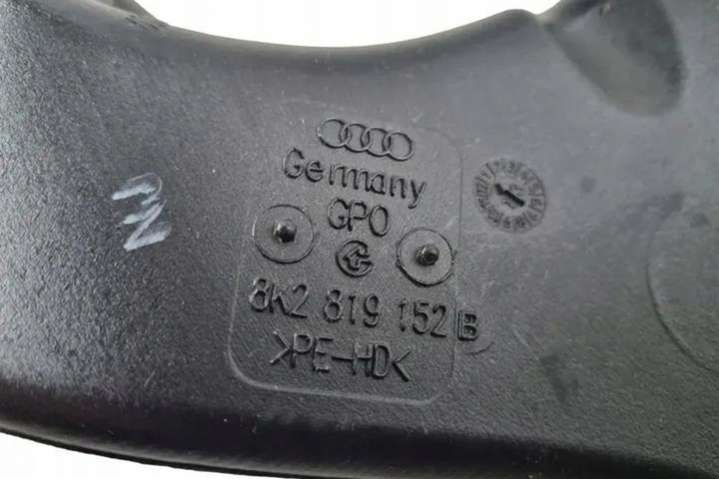 Germany
GPO
8K2 819 152 B
>PE-HD<